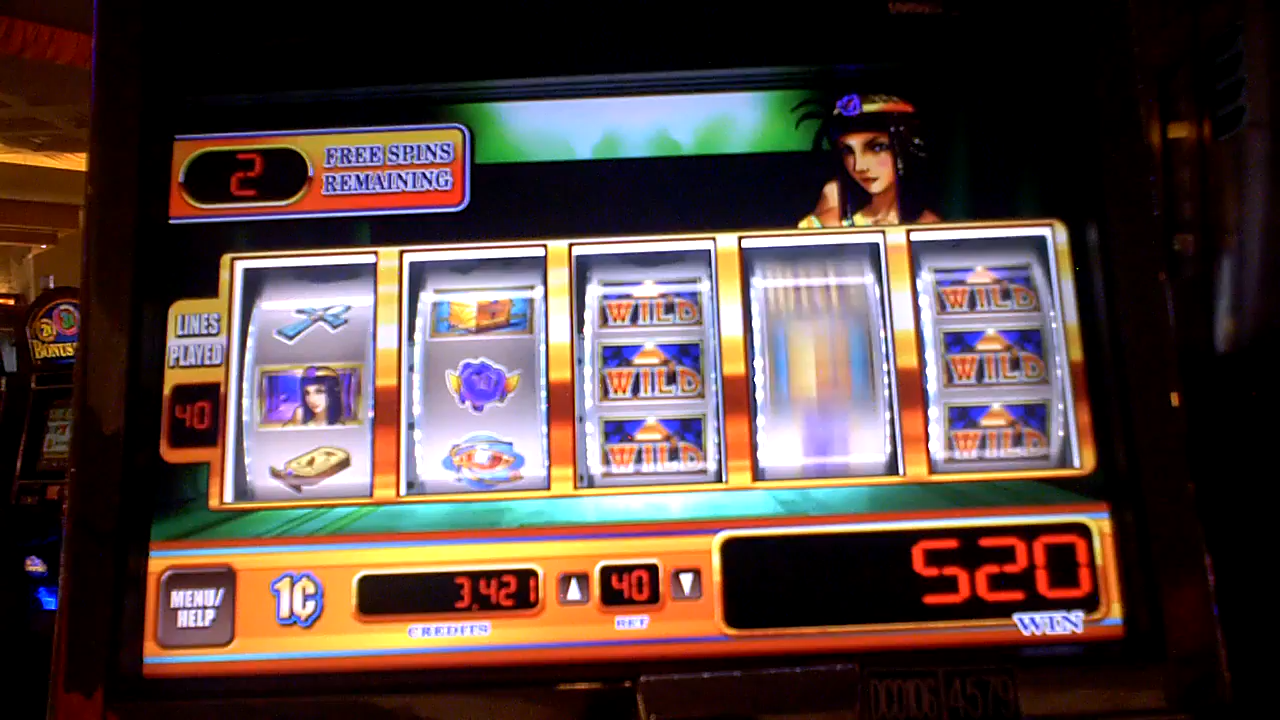 2
FREE SPINS
REMAINING
LINES
PLAYED
40
WILD
WILD
WILD
WILD
WILD
WILD
MENU/
HELP
1¢
3,421
CREDITS
40
BET
520
WIN
BONUS